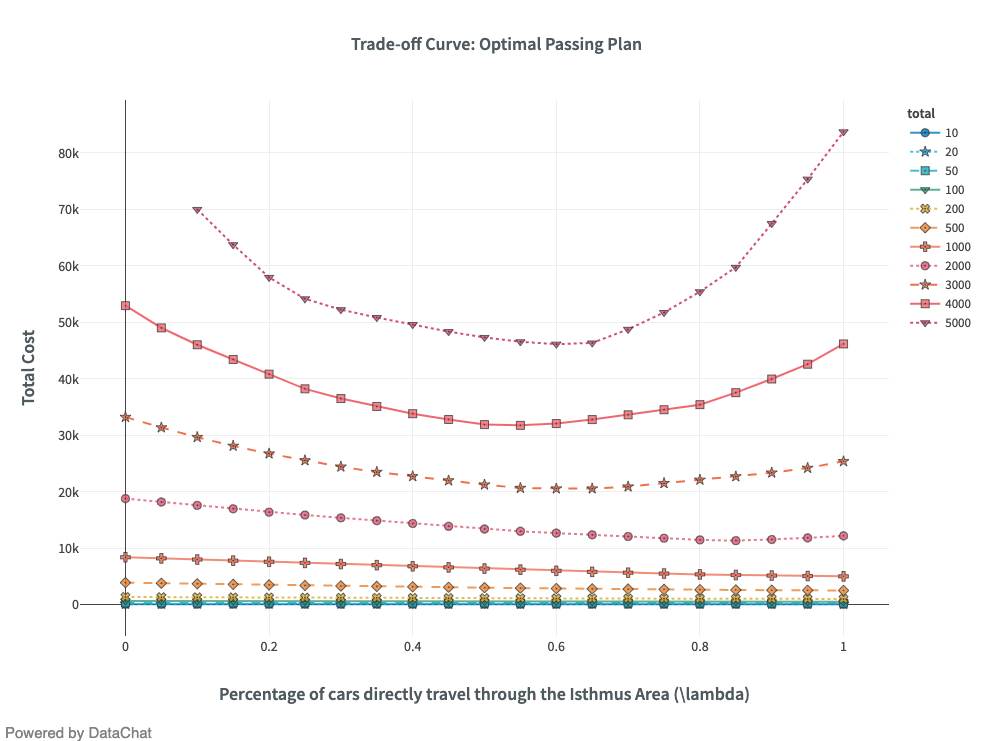 Trade-off Curve: Optimal Passing Plan
total
10
20
50
100
200
500
1000
2000
3000
4000
5000
80k
70k
60k
50k
40k
30k
20k
10k
0
Total Cost
0
0.2
0.4
0.6
0.8
1
Percentage of cars directly travel through the Isthmus Area (\lambda)
Powered by DataChat